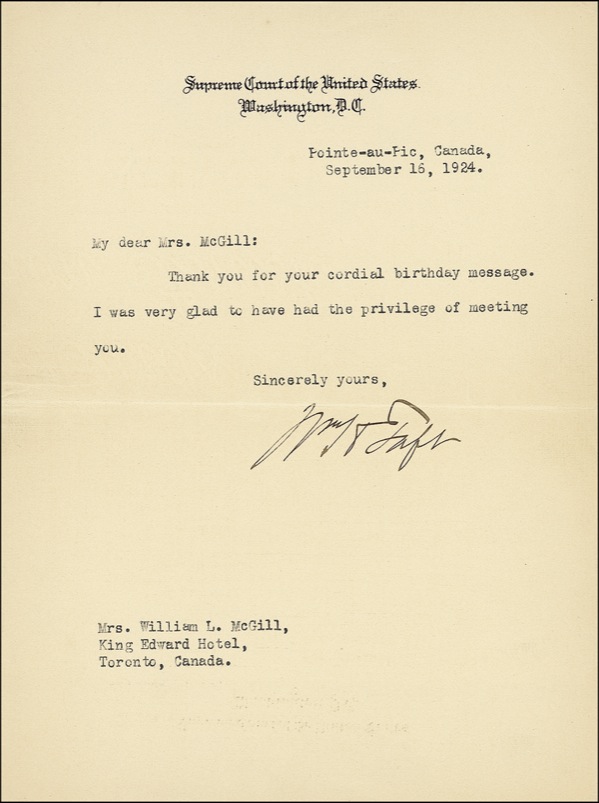 Supreme Court of the United States
Washington, D.C.
Pointe-au-Pic, Canada,
September 16, 1924.
My dear Mrs. McGill:
Thank you for your cordial birthday message.
I was very glad to have had the privilege of meeting
you.
Sincerely yours,
Wm H Taft
Mrs. William L. McGill,
King Edward Hotel,
Toronto, Canada.